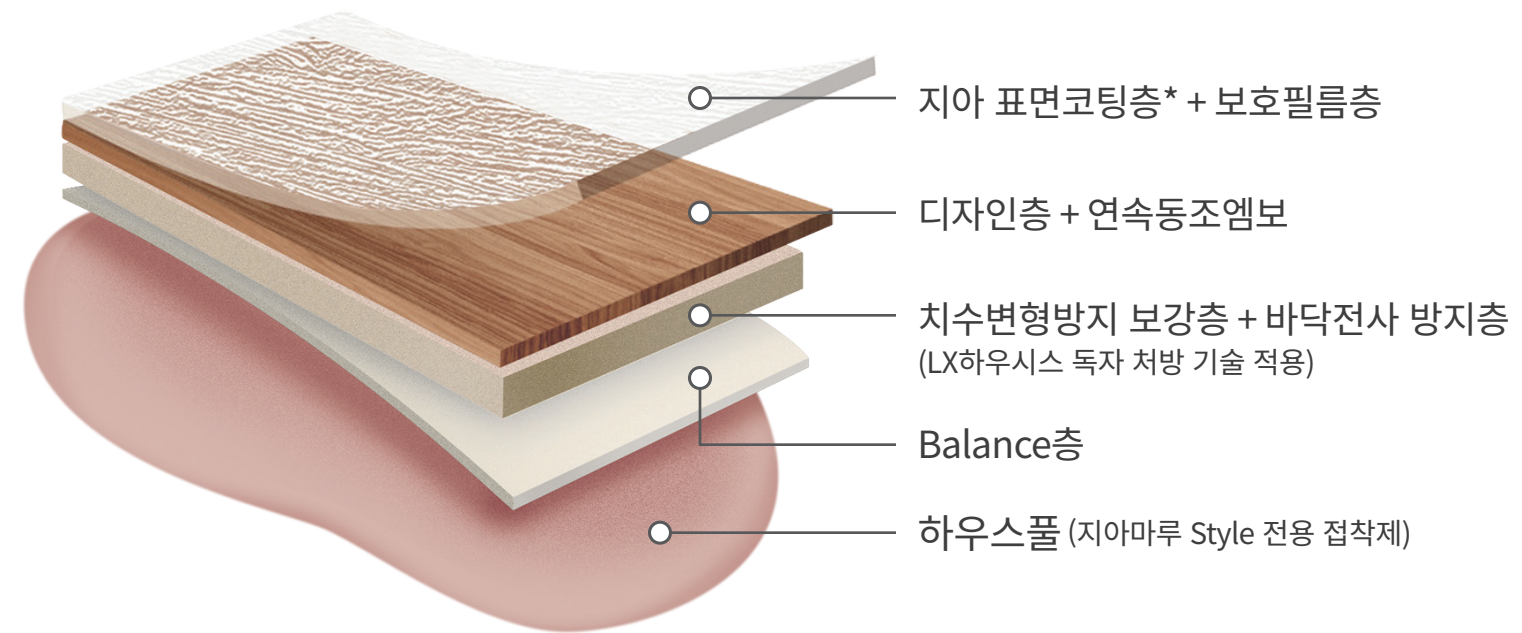 지아 표면코팅층* + 보호필름층
디자인층 + 연속동조엠보
치수변형방지 보강층 + 바닥전사 방지층
(LX하우시스 독자 처방 기술 적용)
Balance층
하우스풀 (지아마루 Style 전용 접착제)